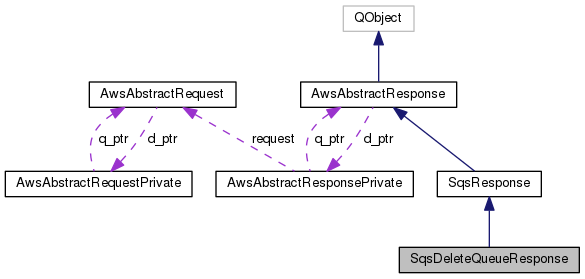 QObject
AwsAbstractRequest
AwsAbstractResponse
q_ptr
d_ptr
request
q_ptr
d_ptr
AwsAbstractRequestPrivate
AwsAbstractResponsePrivate
SqsResponse
SqsDeleteQueueResponse